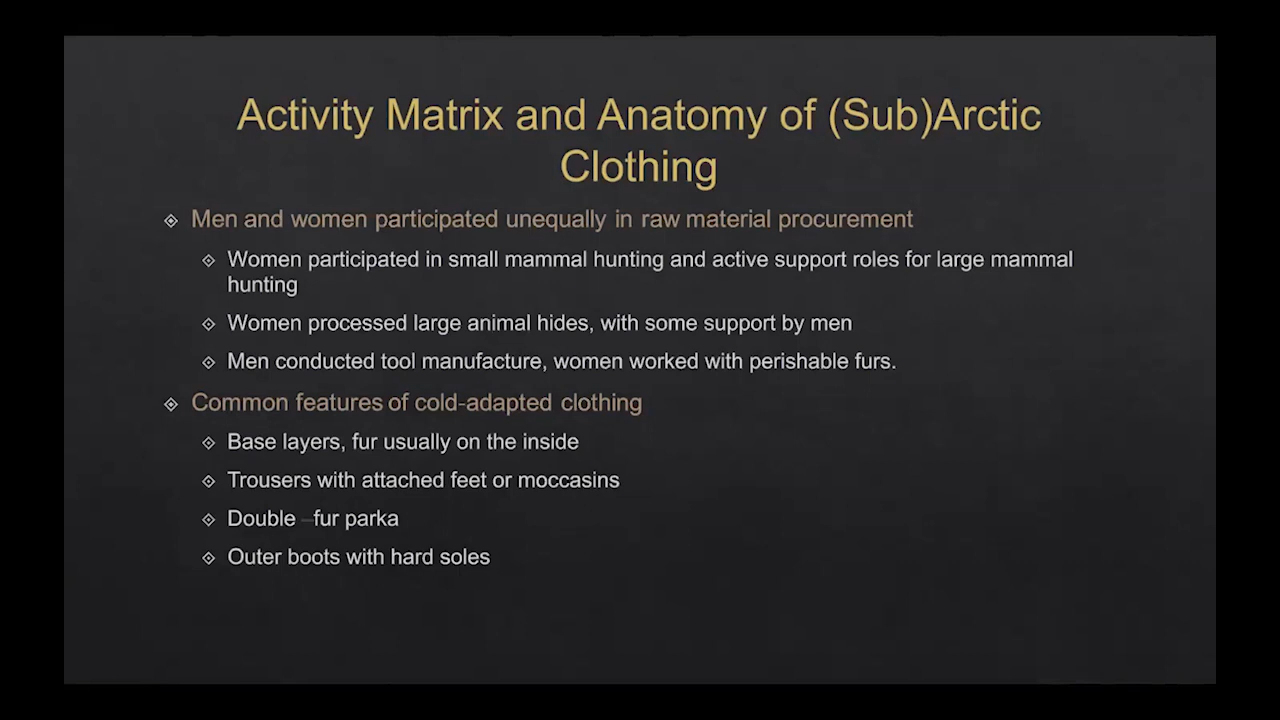 Activity Matrix and Anatomy of (Sub)Arctic
Clothing
Men and women participated unequally in raw material procurement
Women participated in small mammal hunting and active support roles for large mammal
hunting
Women processed large animal hides, with some support by men
Men conducted tool manufacture, women worked with perishable furs.
Common features of cold-adapted clothing
Base layers, fur usually on the inside
Trousers with attached feet or moccasins
Double –fur parka
Outer boots with hard soles